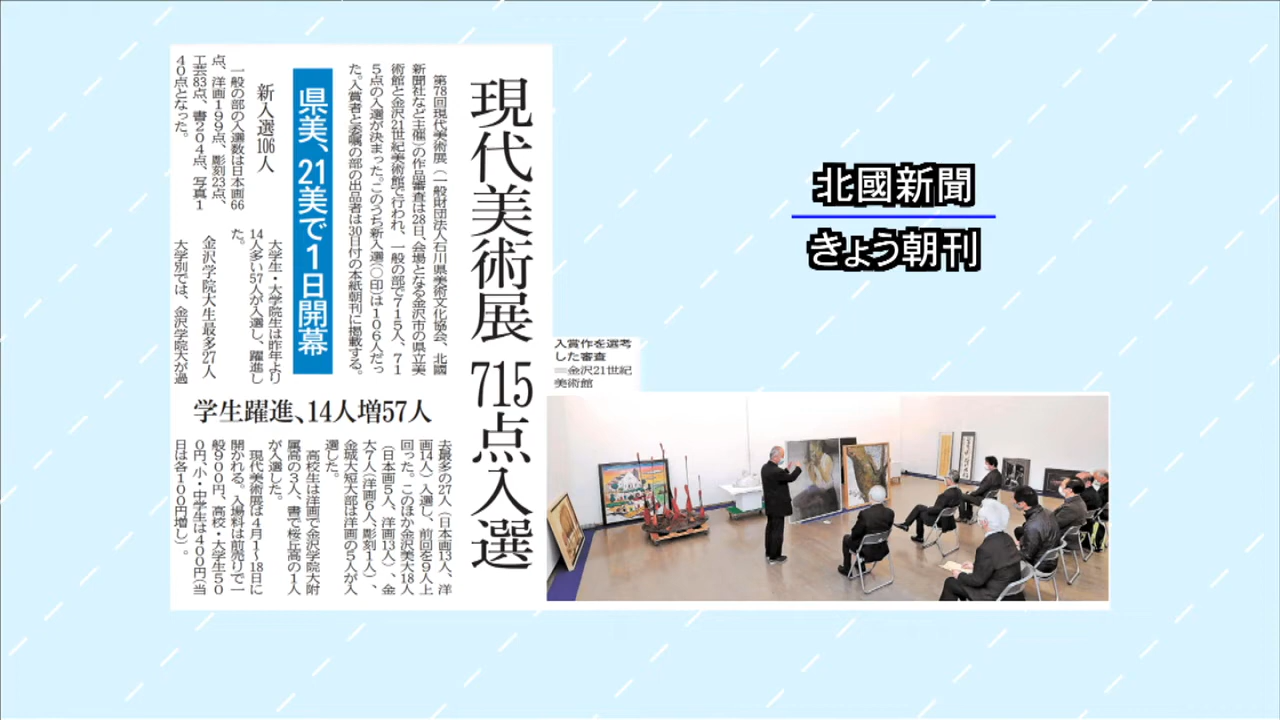 現代美術展 715点入選
第78回現代美術展（一般財団法人石川県美術文化協会、北國
新聞社など主催）の作品審査は28日、会場となる金沢市の県立美
術館と金沢21世紀美術館で行われ、一般の部で715人、71
5点の入選が決まった。このうち新入選（○印）は106人だっ
た。入賞者と委嘱の部の出品者は30日付の本紙朝刊に掲載する。
県美、21美で1日開幕
新入選106人
一般の部の入選数は日本画66
点、洋画199点、彫刻23点、
工芸83点、書204点、写真1
40点となった。
学生躍進、14人増57人
大学生・大学院生は昨年より
14人多い57人が入選し、躍進し
た。
金沢学院大生最多27人
大学別では、金沢学院大が過
去最多の27人（日本画13人、洋
画14人）入選し、前回を9人上
回った。このほか金沢美大18人
（日本画5人、洋画13人）、金
大7人（洋画6人、彫刻1人）、
金城大短大部は洋画の5人が入
選した。
高校生は洋画で金沢学院大附
属高の3人、書で桜丘高の1人
が入選した。
現代美術展は4月1～18日に
開かれる。入場料は前売りで一
般900円、高校・大学生50
0円、小・中学生は400円（当
日は各100円増し）。
入賞作を選考
した審査
＝金沢21世紀
美術館
北國新聞
きょう朝刊